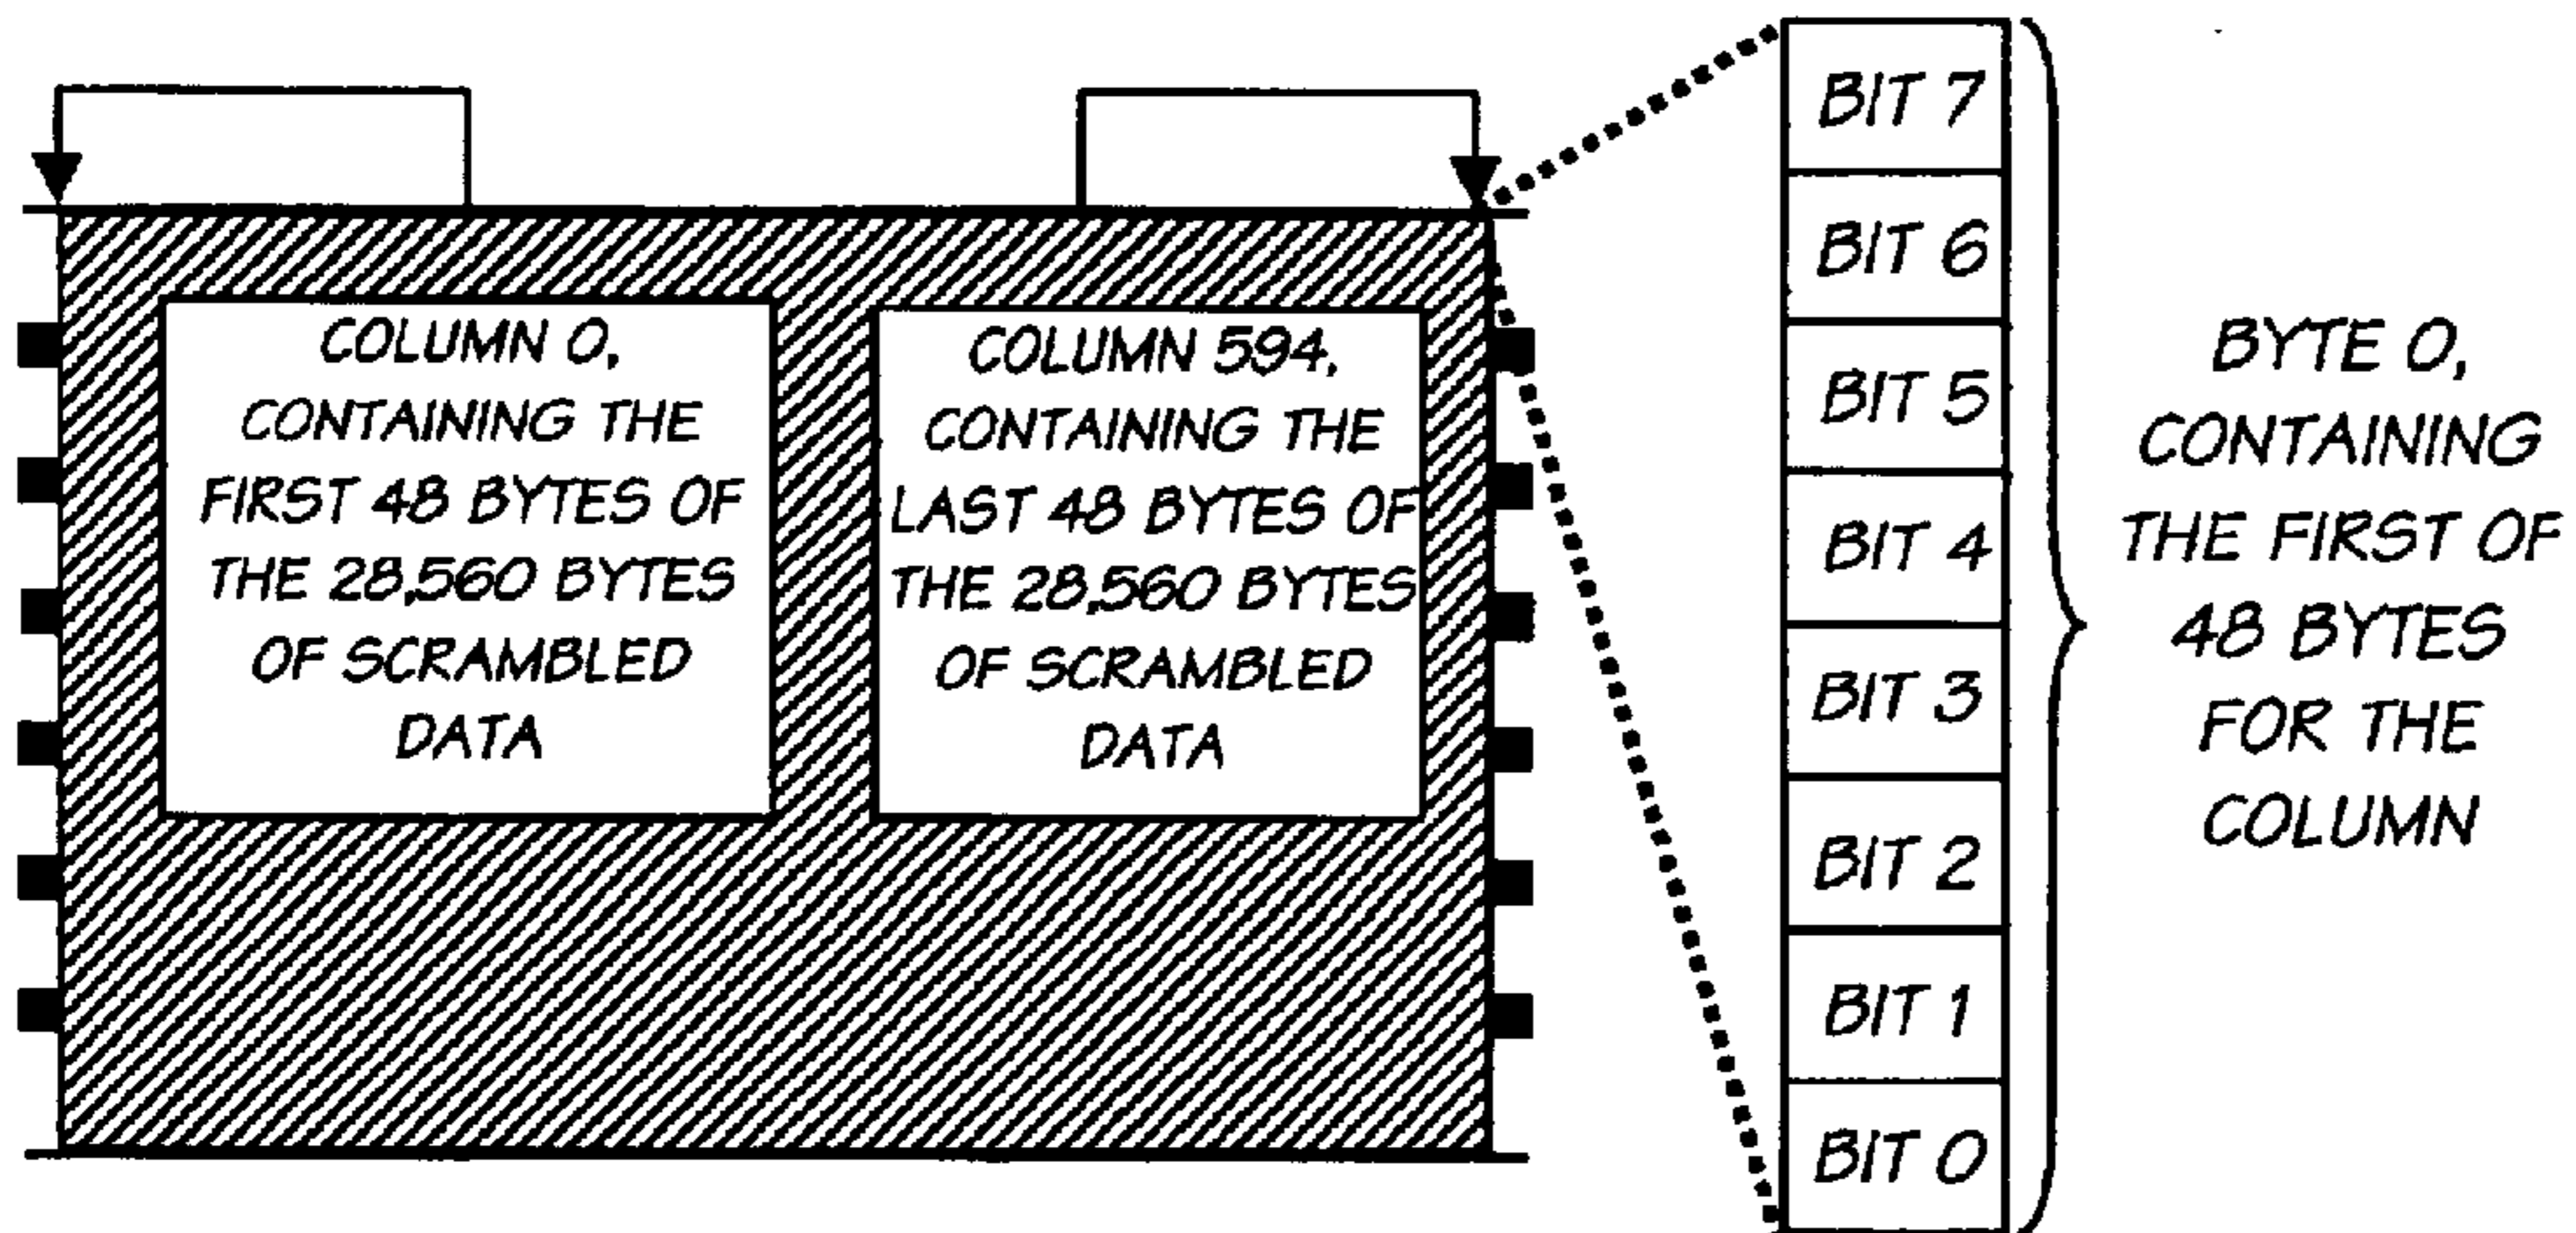 COLUMN 0,
CONTAINING THE
FIRST 48 BYTES OF
THE 28,560 BYTES
OF SCRAMBLED
DATA
COLUMN 594,
CONTAINING THE
LAST 48 BYTES OF
THE 28,560 BYTES
OF SCRAMBLED
DATA
BIT 7
BIT 6
BIT 5
BIT 4
BIT 3
BIT 2
BIT 1
BIT 0
BYTE 0,
CONTAINING
THE FIRST OF
48 BYTES
FOR THE
COLUMN